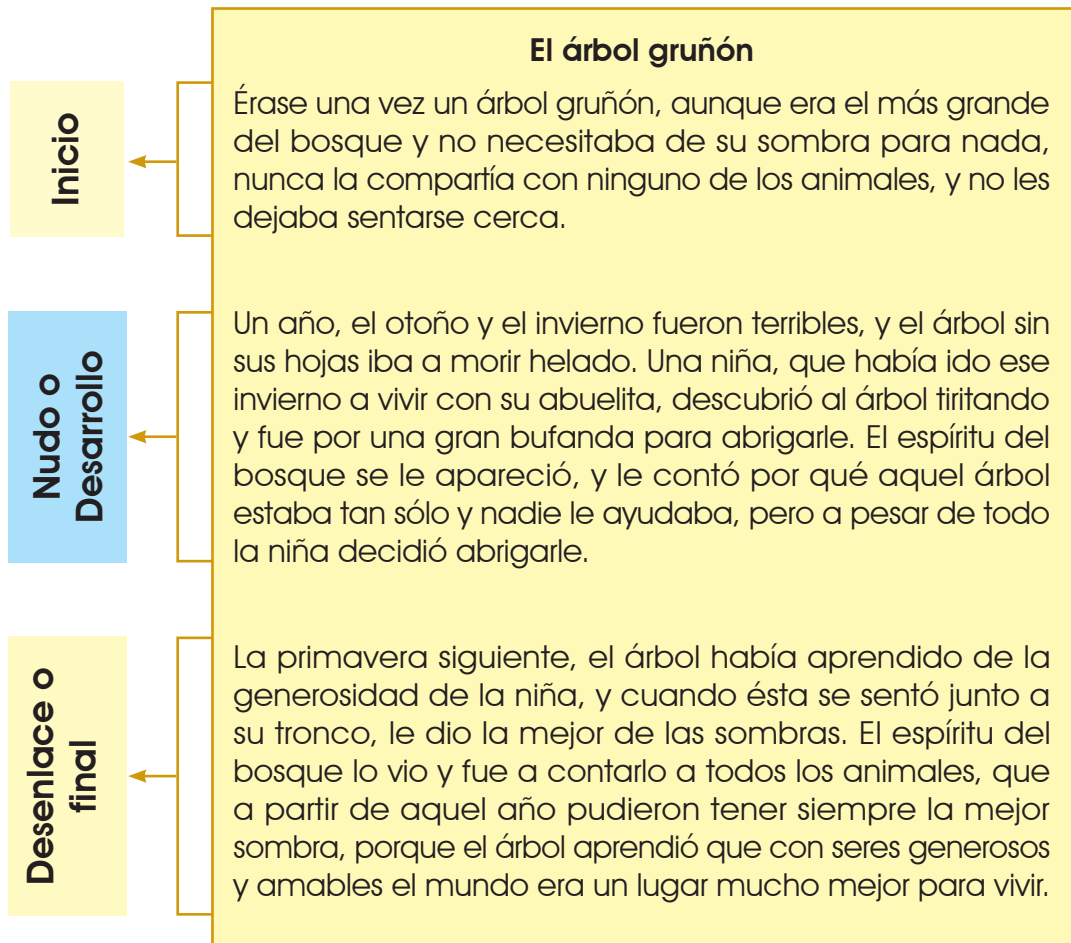 El árbol gruñón
Inicio
Érase una vez un árbol gruñón, aunque era el más grande
del bosque y no necesitaba de su sombra para nada,
nunca la compartía con ninguno de los animales, y no les
dejaba sentarse cerca.
Nudo o
Desarrollo
Un año, el otoño y el invierno fueron terribles, y el árbol sin
sus hojas iba a morir helado. Una niña, que había ido ese
invierno a vivir con su abuelita, descubrió al árbol tiritando
y fue por una gran bufanda para abrigarle. El espíritu del
bosque se le apareció, y le contó por qué aquel árbol
estaba tan sólo y nadie le ayudaba, pero a pesar de todo
la niña decidió abrigarle.
Desenlace o
final
La primavera siguiente, el árbol había aprendido de la
generosidad de la niña, y cuando ésta se sentó junto a
su tronco, le dio la mejor de las sombras. El espíritu del
bosque lo vio y fue a contarlo a todos los animales, que
a partir de aquel año pudieron tener siempre la mejor
sombra, porque el árbol aprendió que con seres generosos
y amables el mundo era un lugar mucho mejor para vivir.